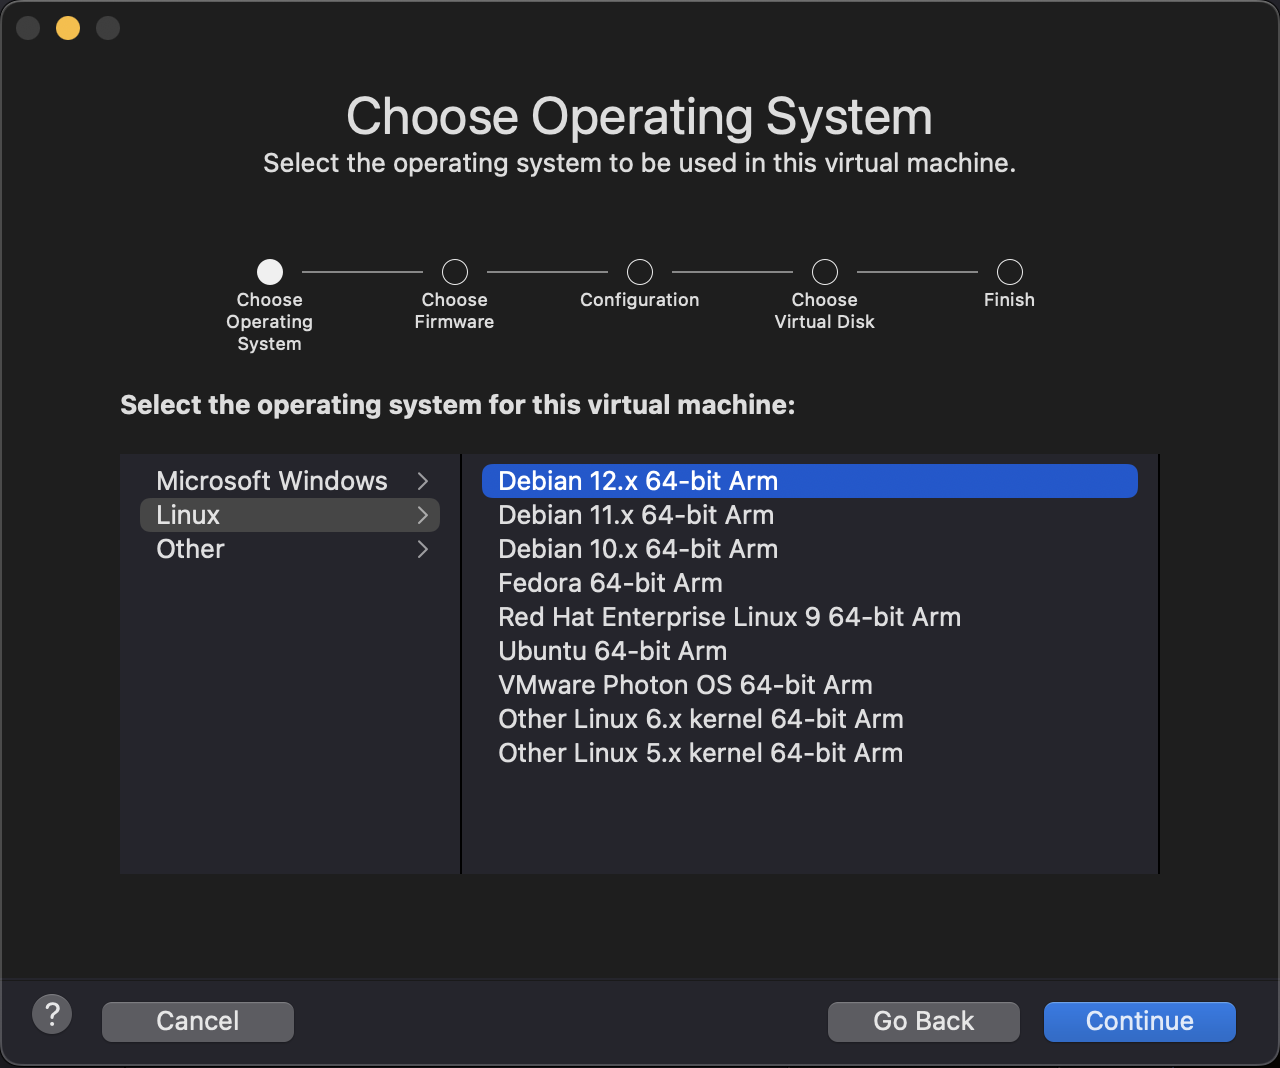 Choose Operating System
Select the operating system to be used in this virtual machine.
Choose
Operating
System
Choose
Firmware
Configuration
Choose
Virtual Disk
Finish
Select the operating system for this virtual machine:
Microsoft Windows
Linux
Other
Debian 12.x 64-bit Arm
Debian 11.x 64-bit Arm
Debian 10.x 64-bit Arm
Fedora 64-bit Arm
Red Hat Enterprise Linux 9 64-bit Arm
Ubuntu 64-bit Arm
VMware Photon OS 64-bit Arm
Other Linux 6.x kernel 64-bit Arm
Other Linux 5.x kernel 64-bit Arm
?
Cancel
Go Back
Continue